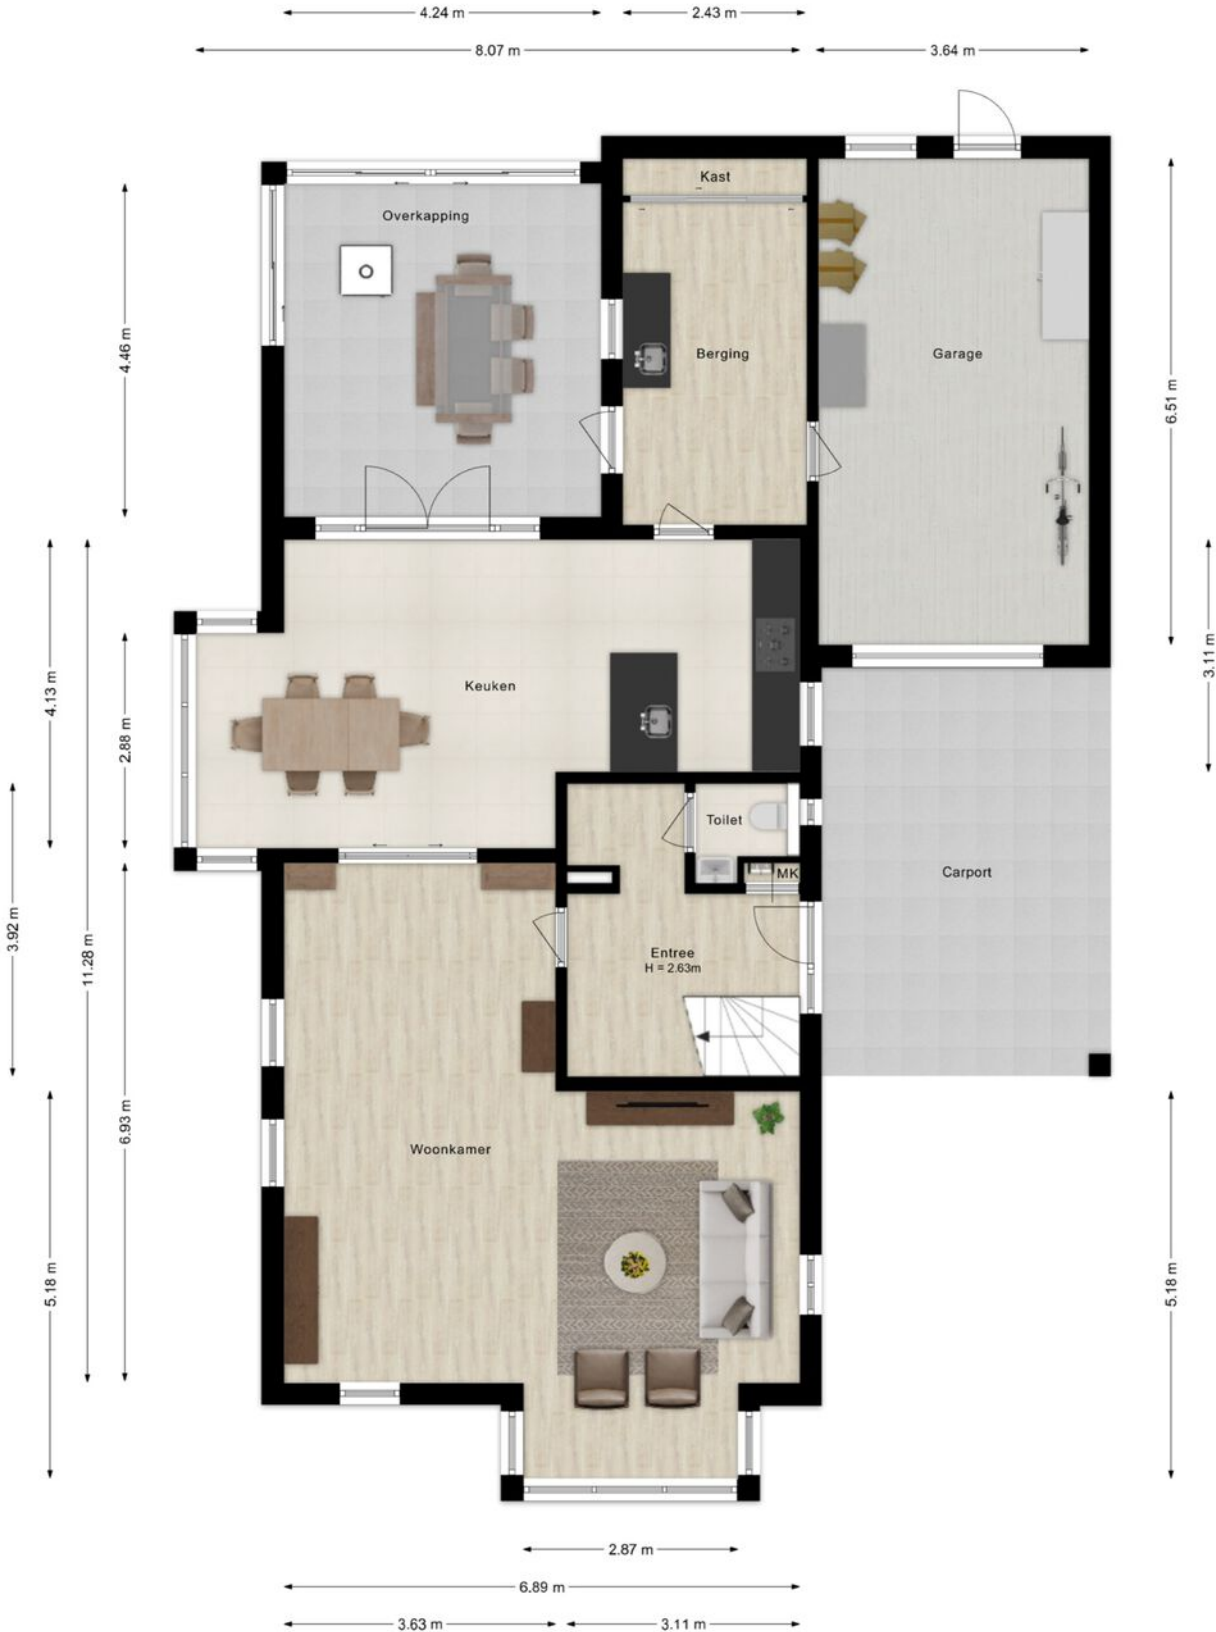 4.24 m
2.43 m
8.07 m
3.64 m
Kast
Overkapping
4.46 m
Berging
Garage
6.51 m
Keuken
4.13 m
2.88 m
3.11 m
Toilet
MK
Carport
3.92 m
11.28 m
Entree
H = 2.63m
6.93 m
Woonkamer
5.18 m
5.18 m
2.87 m
6.89 m
3.63 m
3.11 m